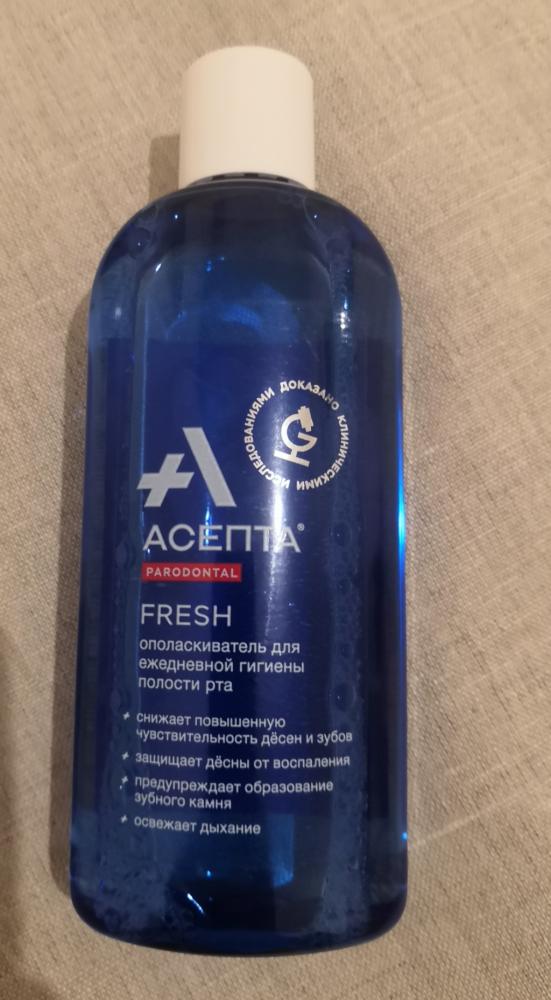 ДОКАЗАНО КЛИНИЧЕСКИМИ ИССЛЕДОВАНИЯМИ
+А
АСЕПТА®
PARODONTAL
FRESH
ополаскиватель для
ежедневной гигиены
полости рта
+ снижает повышенную
чувствительность дёсен и зубов
+ защищает дёсны от воспаления
+ предупреждает образование
зубного камня
+ освежает дыхание